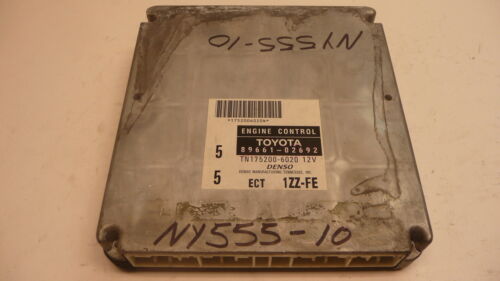 NY555-10
*1752006020N*
ENGINE CONTROL
TOYOTA
5 89661-02692
TN175200-6020 12V
DENSO
DENSO MANUFACTURING TENNESSEE, INC.
5 ECT 1ZZ-FE
NY555-10